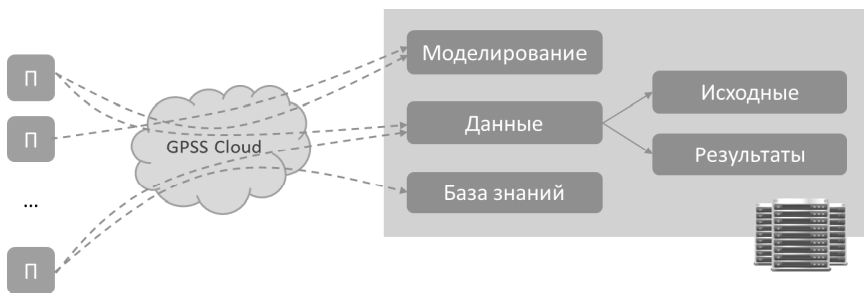 П
П
...
П
GPSS Cloud
Моделирование
Данные
База знаний
Исходные
Результаты